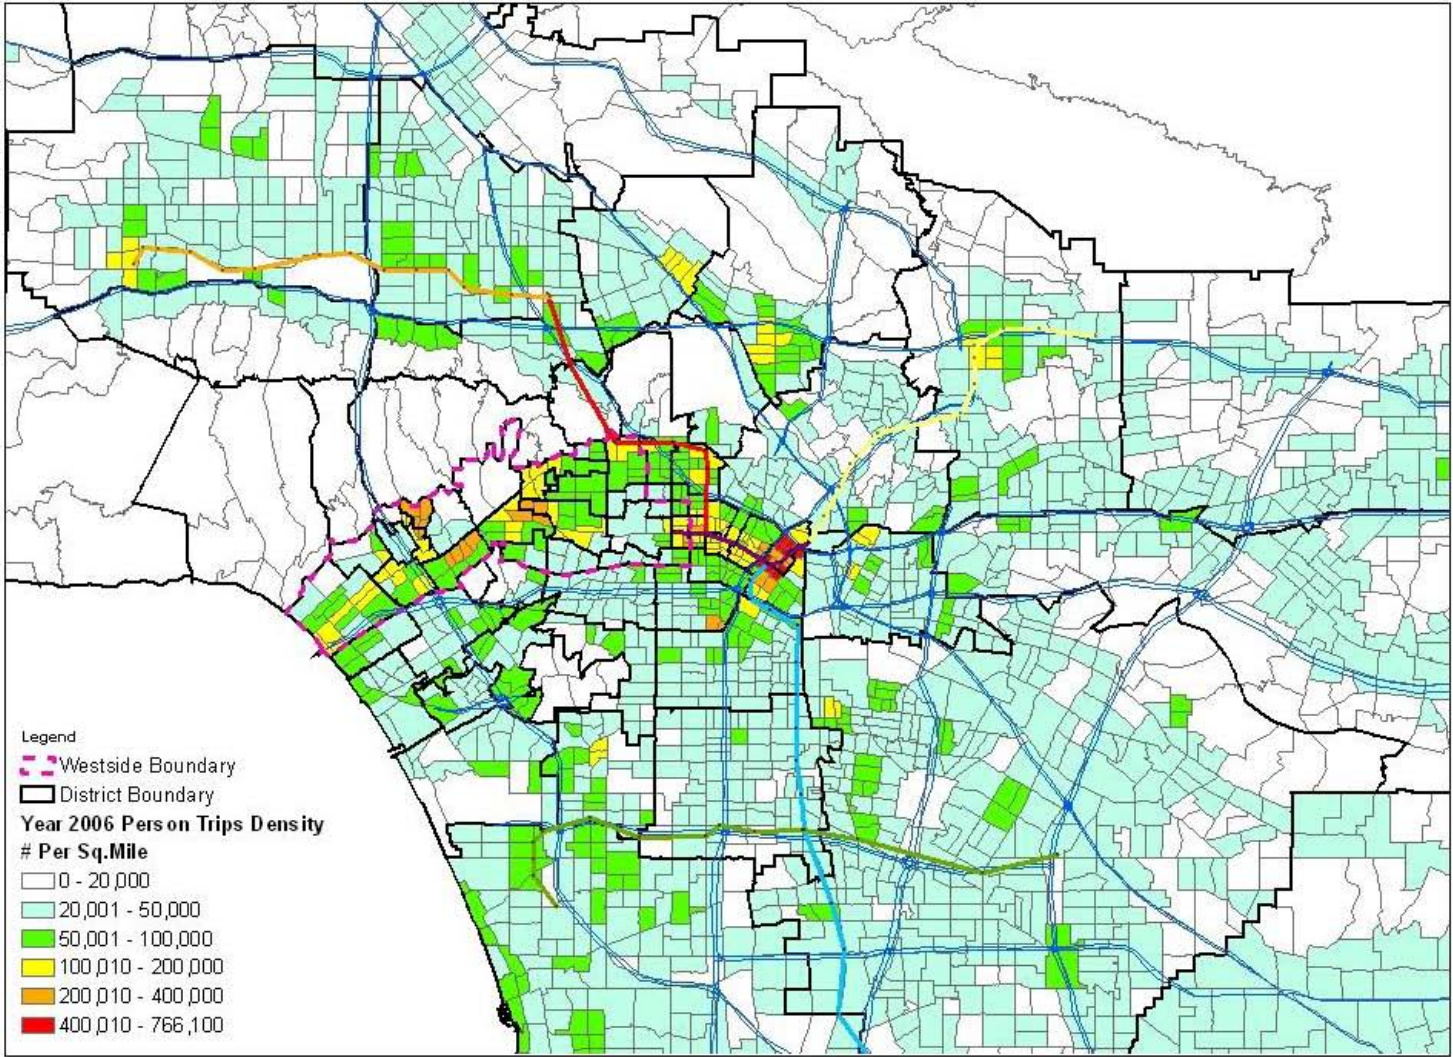 Legend
Westside Boundary
District Boundary
Year 2006 Person Trips Density
# Per Sq.Mile
0 - 20,000
20,001 - 50,000
50,001 - 100,000
100,010 - 200,000
200,010 - 400,000
400,010 - 766,100